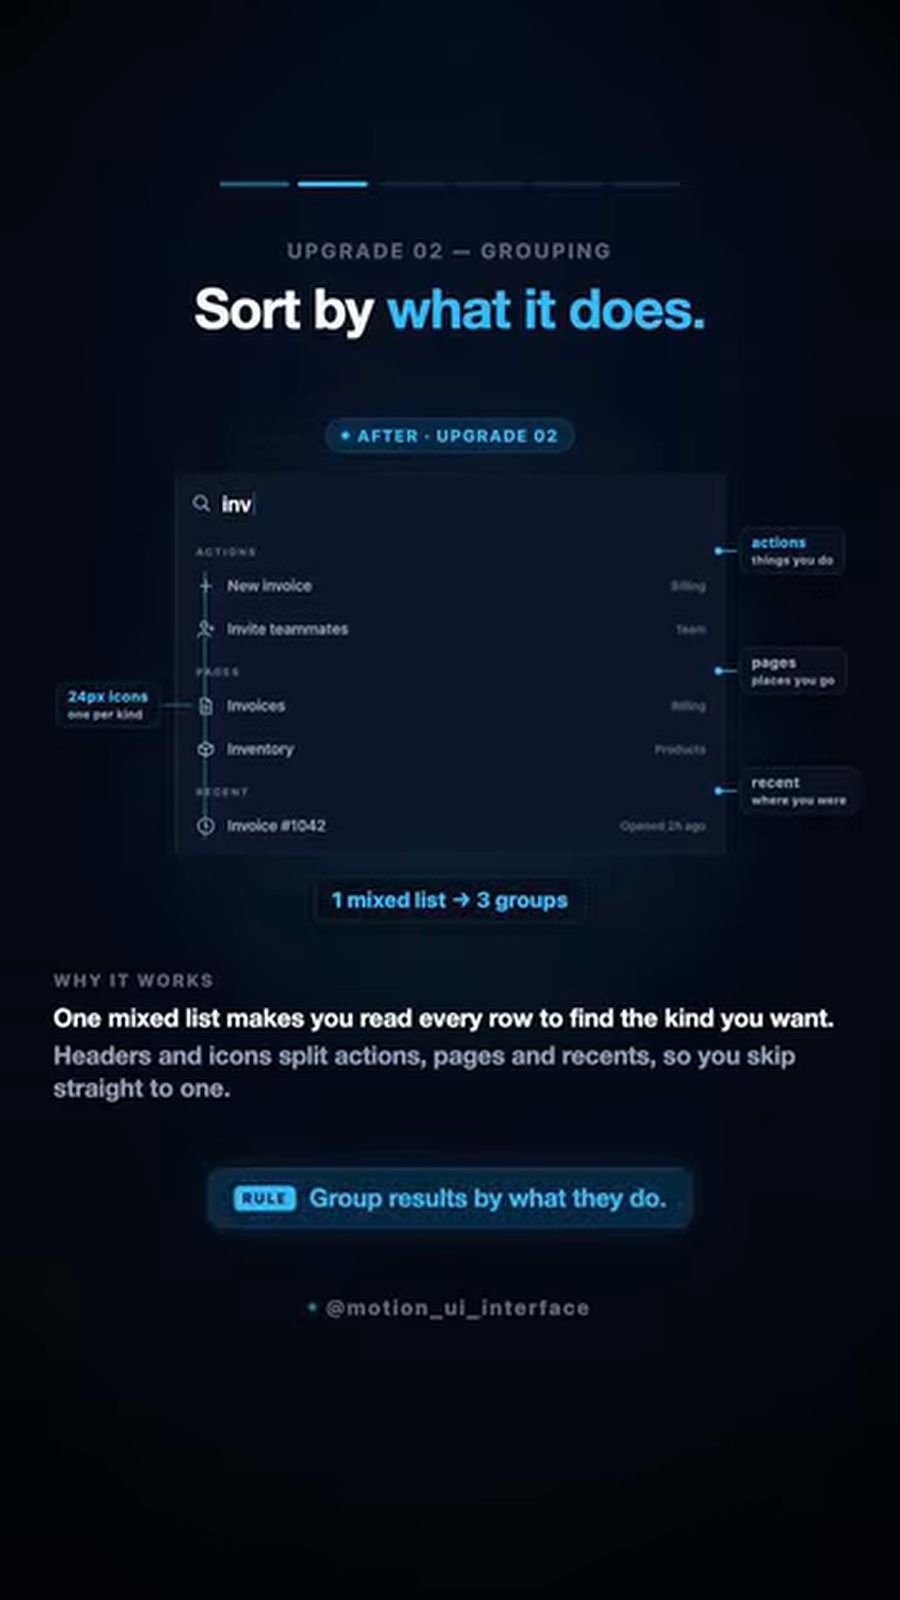 UPGRADE 02 — GROUPING
Sort by what it does.
AFTER · UPGRADE 02
inv
ACTIONS
New invoice
Billing
Invite teammates
Team
PAGES
Invoices
Billing
Inventory
Products
RECENT
Invoice #1042
Opened 2h ago
actions
things you do
24px icons
one per kind
pages
places you go
recent
where you were
1 mixed list → 3 groups
WHY IT WORKS
One mixed list makes you read every row to find the kind you want.
Headers and icons split actions, pages and recents, so you skip
straight to one.
RULE Group results by what they do.
@motion_ui_interface